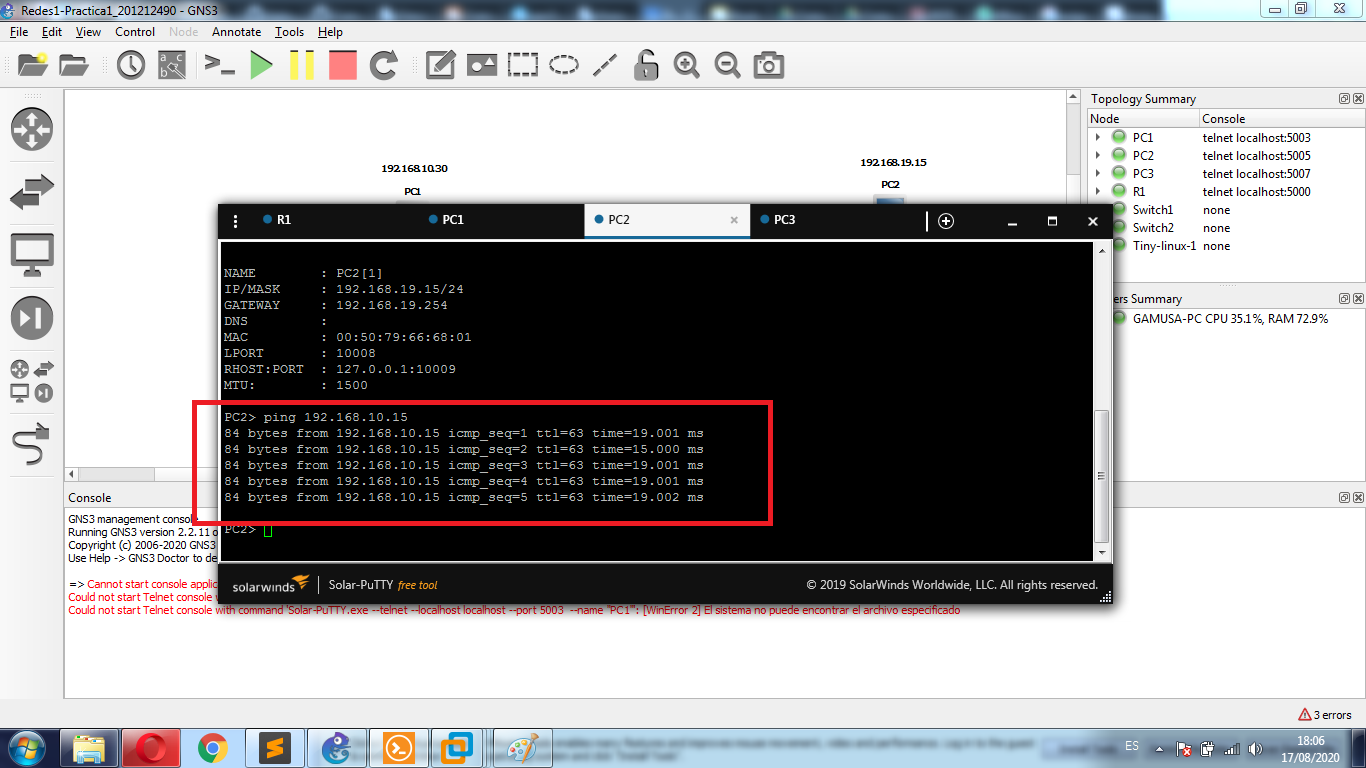 Redes1-Practica1_201212490 - GNS3
File Edit View Control Node Annotate Tools Help
192.168.10.30
PC1
192.168.19.15
PC2
Topology Summary
Node Console
PC1 telnet localhost:5003
PC2 telnet localhost:5005
PC3 telnet localhost:5007
R1 telnet localhost:5000
Switch1 none
Switch2 none
Tiny-linux-1 none
ers Summary
GAMUSA-PC CPU 35.1%, RAM 72.9%
R1 PC1 PC2 PC3
NAME : PC2[1]
IP/MASK : 192.168.19.15/24
GATEWAY : 192.168.19.254
DNS :
MAC : 00:50:79:66:68:01
LPORT : 10008
RHOST:PORT : 127.0.0.1:10009
MTU: : 1500
PC2> ping 192.168.10.15
84 bytes from 192.168.10.15 icmp_seq=1 ttl=63 time=19.001 ms
84 bytes from 192.168.10.15 icmp_seq=2 ttl=63 time=15.000 ms
84 bytes from 192.168.10.15 icmp_seq=3 ttl=63 time=19.001 ms
84 bytes from 192.168.10.15 icmp_seq=4 ttl=63 time=19.001 ms
84 bytes from 192.168.10.15 icmp_seq=5 ttl=63 time=19.002 ms
PC2>
solarwinds Solar-PuTTY free tool © 2019 SolarWinds Worldwide, LLC. All rights reserved.
Console
GNS3 management console.
Running GNS3 version 2.2.11 o
Copyright (c) 2006-2020 GNS3
Use Help -> GNS3 Doctor to de
=> Cannot start console applic
Could not start Telnet console
Could not start Telnet console with command 'Solar-PuTTY.exe --telnet --localhost localhost --port 5003 --name "PC1"': [WinError 2] El sistema no puede encontrar el archivo especificado
3 errors
ES
18:06
17/08/2020